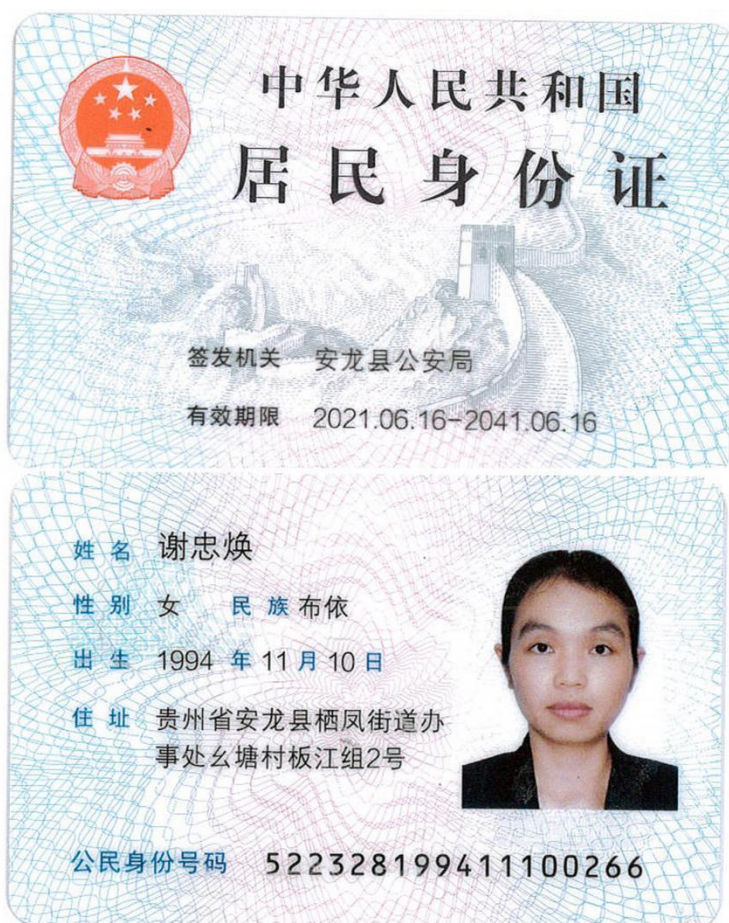 中华人民共和国
居民身份证
签发机关 安龙县公安局
有效期限 2021.06.16-2041.06.16
姓名 谢忠焕
性别 女 民族 布依
出生 1994 年 11 月 10 日
住址 贵州省安龙县栖凤街道办
事处幺塘村板江组2号
公民身份号码 522328199411100266